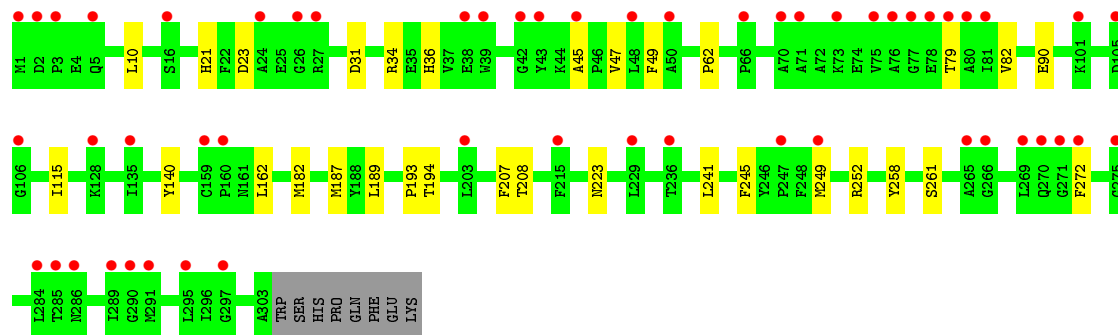 M1 D2 P3 E4 Q5 L10 S16 H21 F22 D23 A24 E25 G26 R27 D31 R34 E35 H36 V37 E38 W39 G42 Y43 K44 A45 P46 V47 L48 F49 A50 P62 P66 A70 A71 A72 K73 E74 V75 A76 G77 E78 T79 A80 I81 V82 E90 K101 D105
G106 I115 K128 I135 Y140 C159 P160 N161 L162 M182 M187 Y188 L189 P193 T194 L203 F207 T208 F215 N223 L229 T236 L241 F245 Y246 P247 F248 M249 R252 Y258 S261 A265 G266 L269 Q270 G271 F272 G275
L284 T285 N286 I289 G290 M291 L295 I296 G297 A303 TRP SER HIS PRO GLN PHE GLU LYS